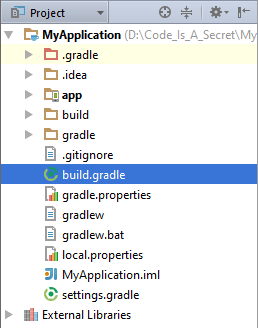 Project
MyApplication (D:\Code_Is_A_Secret\My
.gradle
.idea
app
build
gradle
.gitignore
build.gradle
gradle.properties
gradlew
gradlew.bat
local.properties
MyApplication.iml
settings.gradle
External Libraries